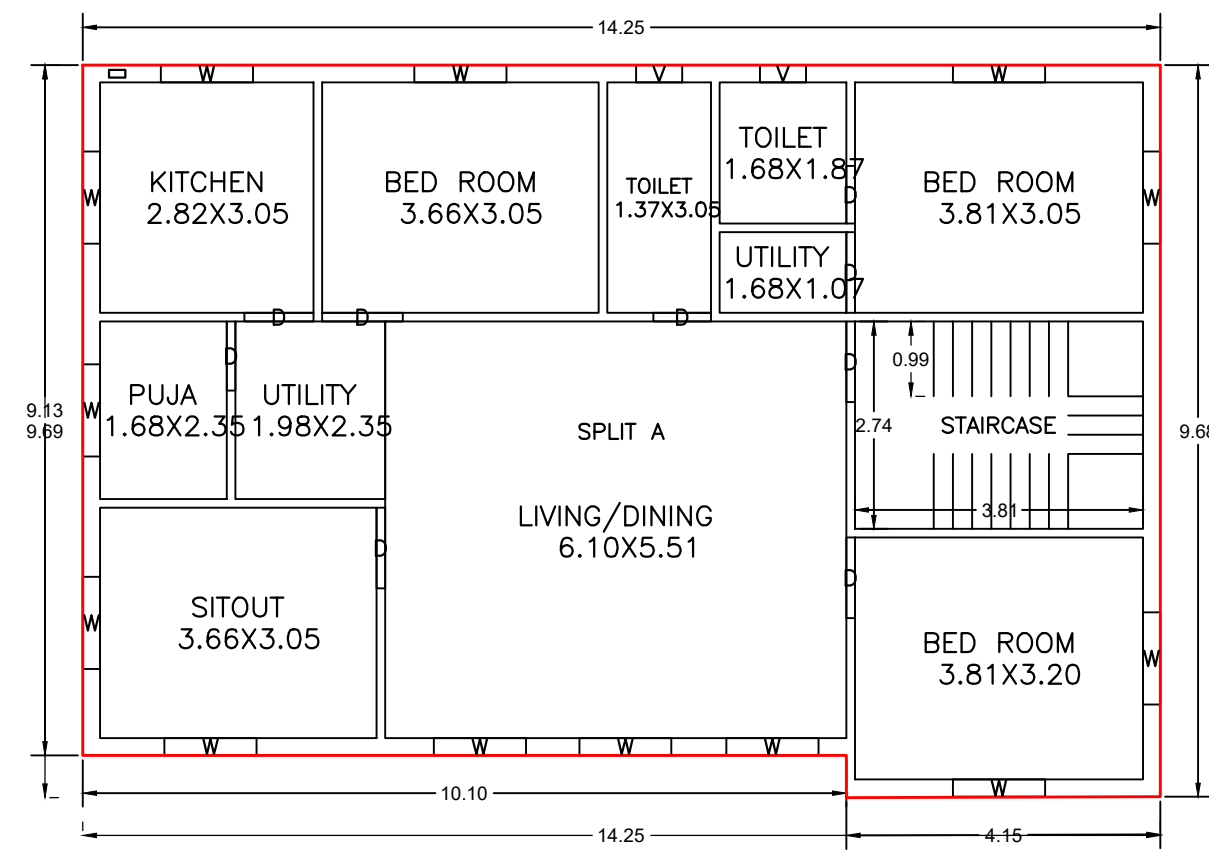 14.25
W
W
V
V
W
KITCHEN
2.82X3.05
BED ROOM
3.66X3.05
TOILET
1.37X3.05
TOILET
1.68X1.87
BED ROOM
3.81X3.05
W
D
W
UTILITY
1.68X1.07
D
D
D
D
PUJA
1.68X2.35
D
UTILITY
1.98X2.35
W
9.13
9.69
SPLIT A
LIVING/DINING
6.10X5.51
D
0.99
2.74
STAIRCASE
3.81
9.68
SITOUT
3.66X3.05
W
D
D
BED ROOM
3.81X3.20
W
W
W
W
W
W
10.10
14.25
4.15